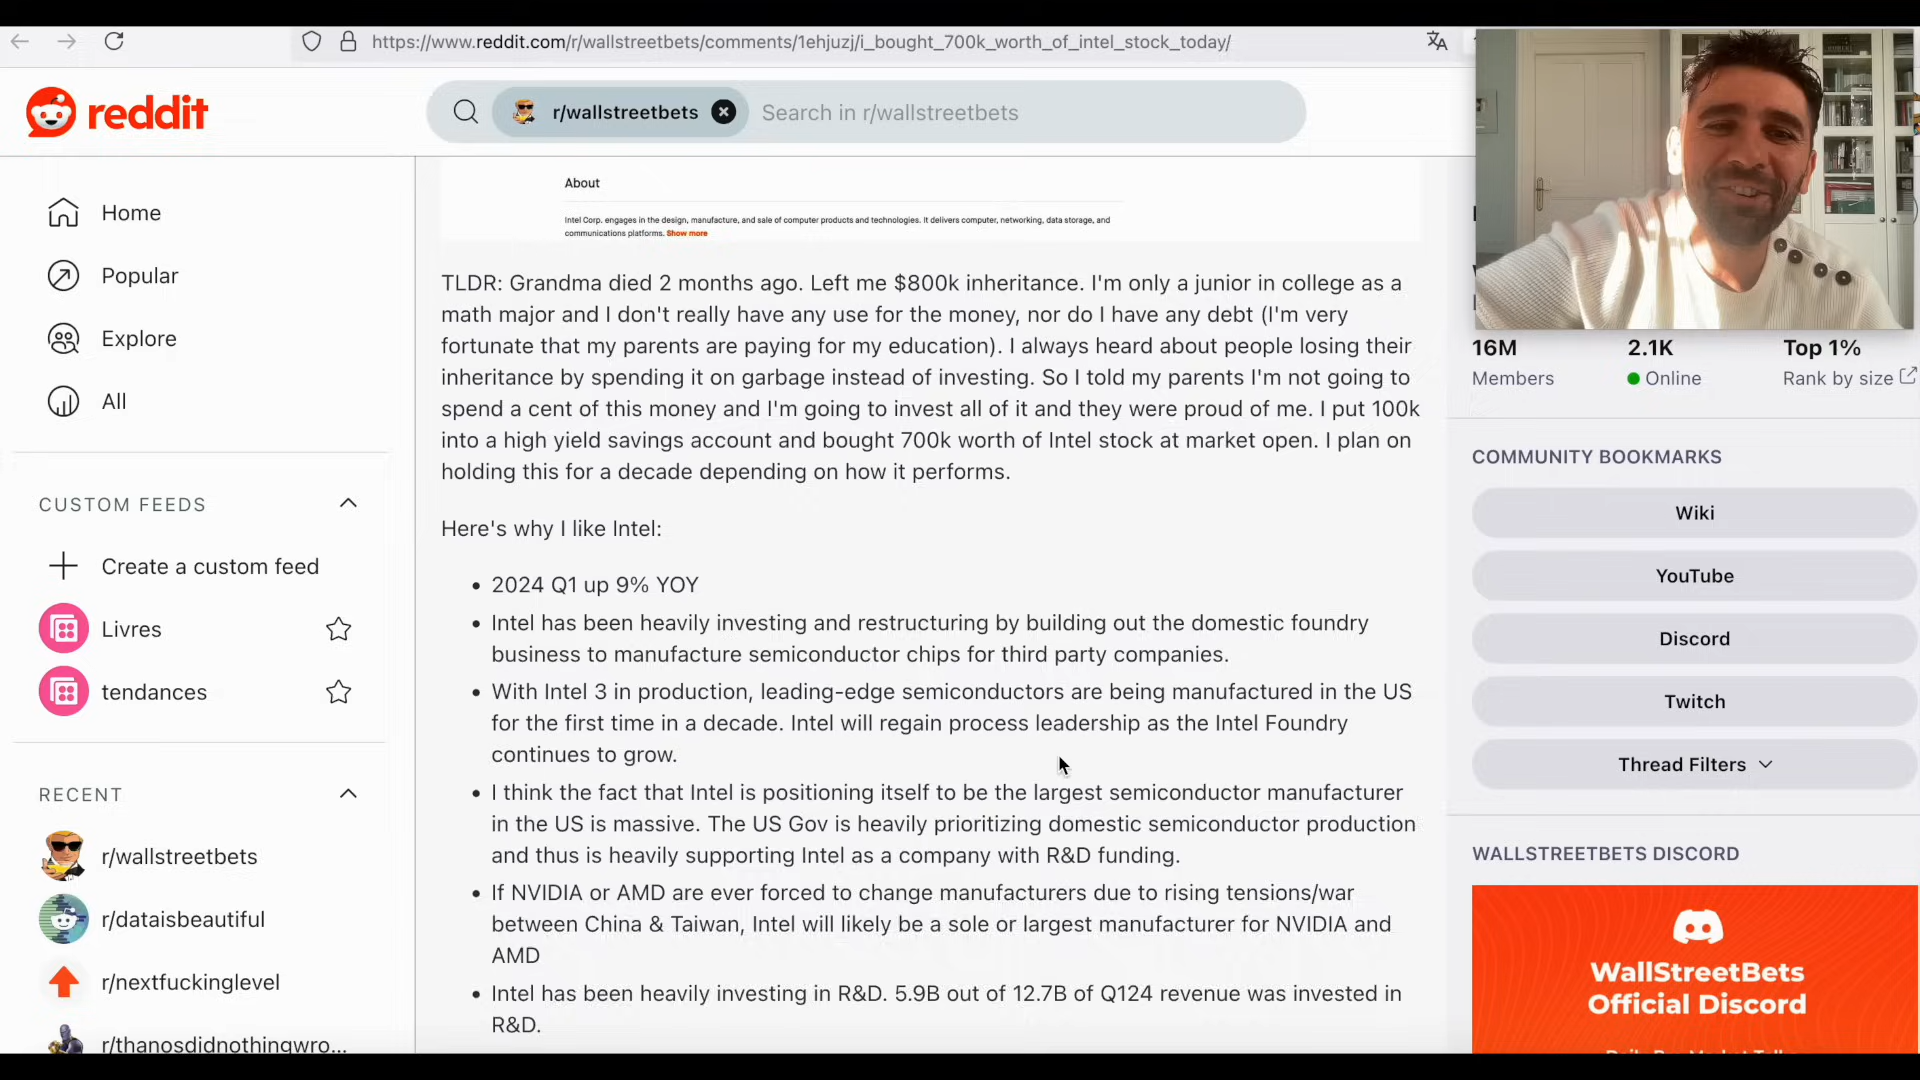 https://www.reddit.com/r/wallstreetbets/comments/1ehjuzj/i_bought_700k_worth_of_intel_stock_today/
reddit
r/wallstreetbets
Search in r/wallstreetbets
Home
Popular
Explore
All
CUSTOM FEEDS
Create a custom feed
Livres
tendances
RECENT
r/wallstreetbets
r/dataisbeautiful
r/nextfuckinglevel
r/thanosdidnothingwro...
About
Intel Corp. engages in the design, manufacture, and sale of computer products and technologies. It delivers computer, networking, data storage, and
communications platforms. Show more
TLDR: Grandma died 2 months ago. Left me $800k inheritance. I'm only a junior in college as a
math major and I don't really have any use for the money, nor do I have any debt (I'm very
fortunate that my parents are paying for my education). I always heard about people losing their
inheritance by spending it on garbage instead of investing. So I told my parents I'm not going to
spend a cent of this money and I'm going to invest all of it and they were proud of me. I put 100k
into a high yield savings account and bought 700k worth of Intel stock at market open. I plan on
holding this for a decade depending on how it performs.
Here's why I like Intel:
• 2024 Q1 up 9% YOY
• Intel has been heavily investing and restructuring by building out the domestic foundry
business to manufacture semiconductor chips for third party companies.
• With Intel 3 in production, leading-edge semiconductors are being manufactured in the US
for the first time in a decade. Intel will regain process leadership as the Intel Foundry
continues to grow.
• I think the fact that Intel is positioning itself to be the largest semiconductor manufacturer
in the US is massive. The US Gov is heavily prioritizing domestic semiconductor production
and thus is heavily supporting Intel as a company with R&D funding.
• If NVIDIA or AMD are ever forced to change manufacturers due to rising tensions/war
between China & Taiwan, Intel will likely be a sole or largest manufacturer for NVIDIA and
AMD
• Intel has been heavily investing in R&D. 5.9B out of 12.7B of Q124 revenue was invested in
R&D.
16M
Members
2.1K
Online
Top 1%
Rank by size
COMMUNITY BOOKMARKS
Wiki
YouTube
Discord
Twitch
Thread Filters
WALLSTREETBETS DISCORD
WallStreetBets
Official Discord